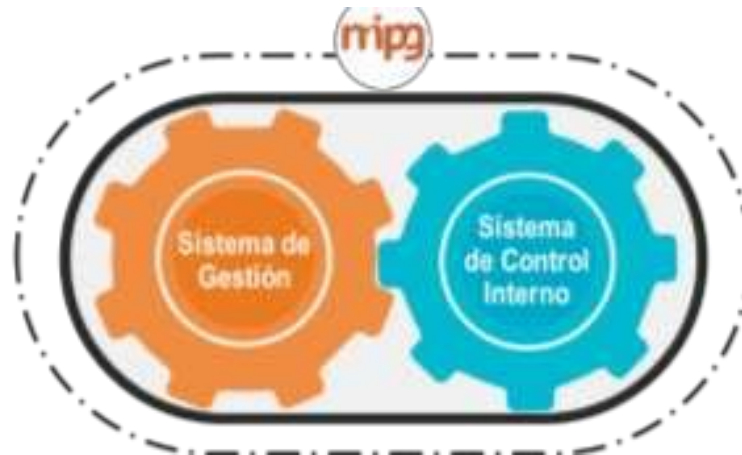 mipg
Sistema de
Gestión
Sistema
de Control
Interno